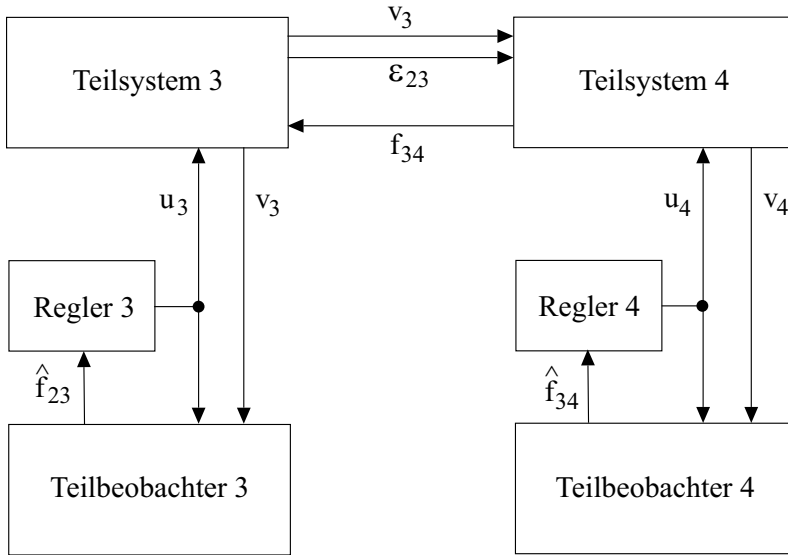 v3
Teilsystem 3
Teilsystem 4
ε23
f34
u3
v3
u4
v4
Regler 3
Regler 4
f̂23
f̂34
Teilbeobachter 3
Teilbeobachter 4